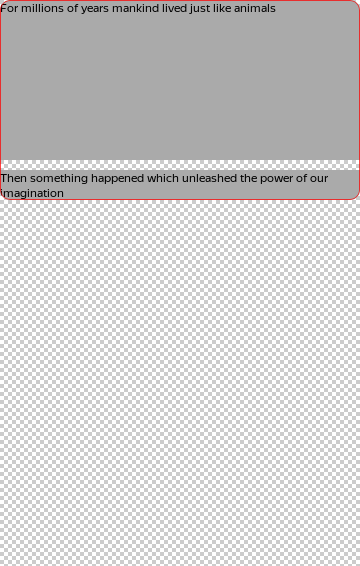 For millions of years mankind lived just like animals
Then something happened which unleashed the power of our
imagination